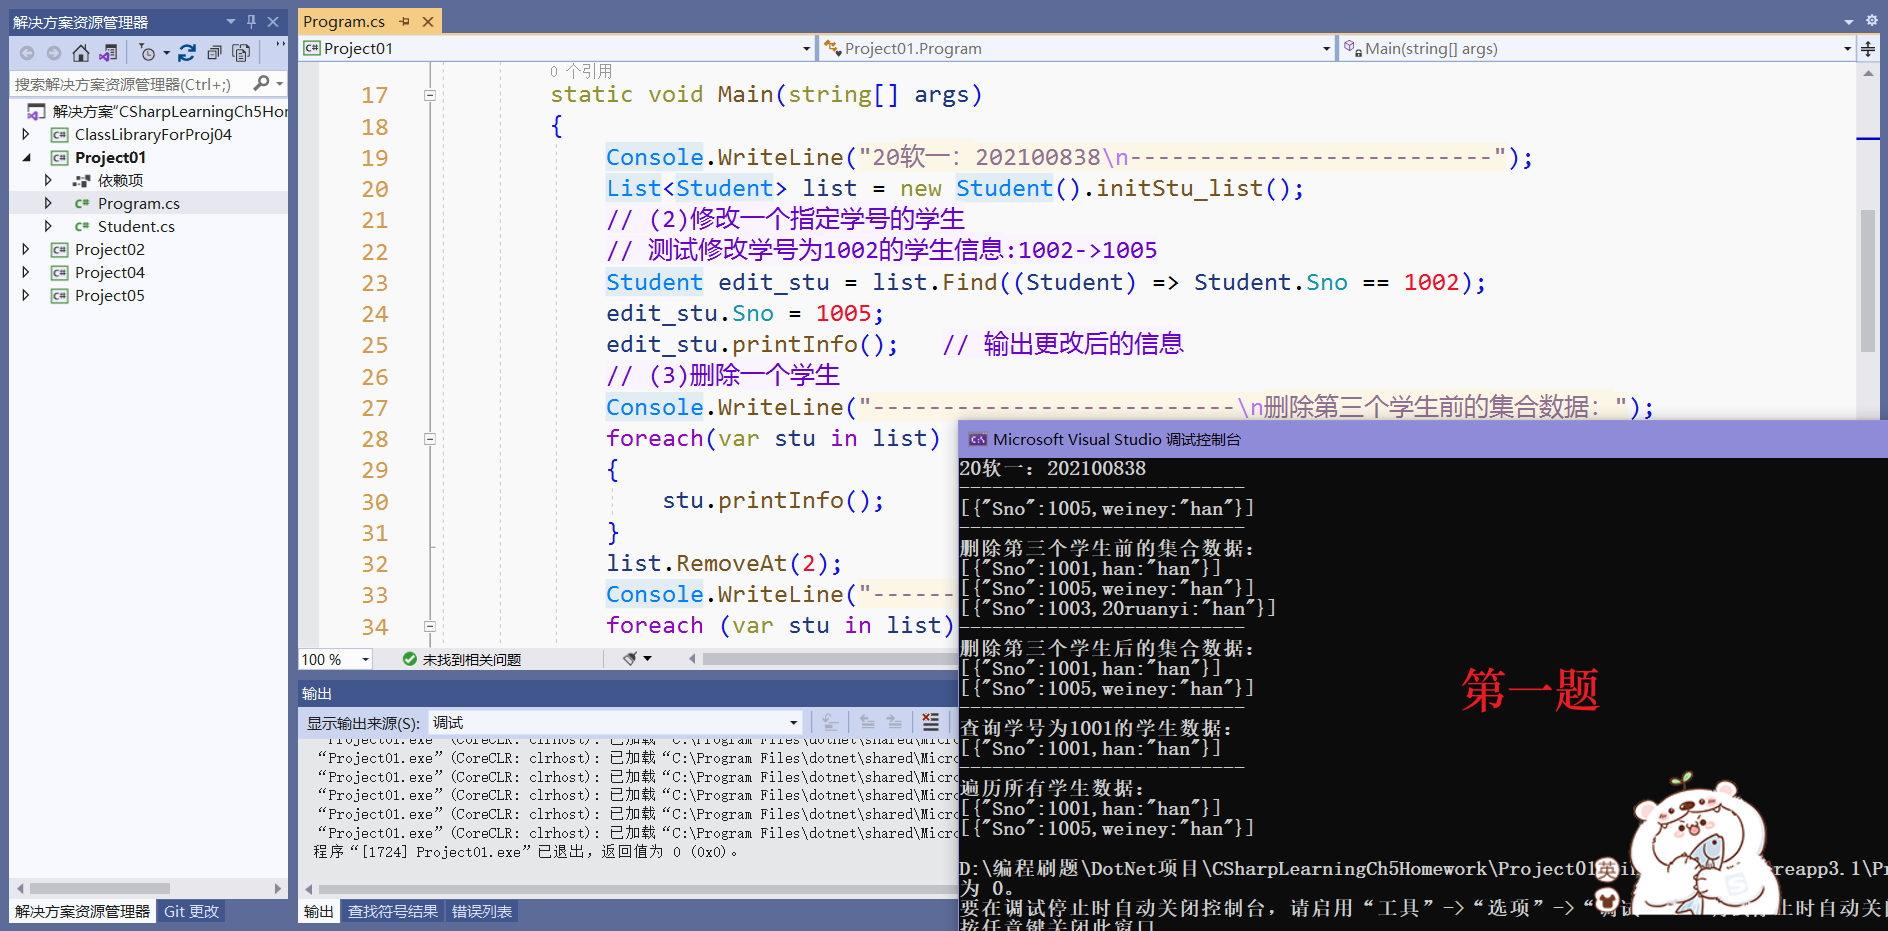 解决方案资源管理器
搜索解决方案资源管理器(Ctrl+;)
解决方案"CSharpLearningCh5Hor
ClassLibraryForProj04
Project01
依赖项
Program.cs
Student.cs
Project02
Project04
Project05
解决方案资源管理器
Git 更改
Program.cs
Project01
Project01.Program
Main(string[] args)
0 个引用
17 static void Main(string[] args)
18 {
19 Console.WriteLine("20软一：202100838\n--------------------------");
20 List<Student> list = new Student().initStu_list();
21 // (2)修改一个指定学号的学生
22 // 测试修改学号为1002的学生信息:1002->1005
23 Student edit_stu = list.Find((Student) => Student.Sno == 1002);
24 edit_stu.Sno = 1005;
25 edit_stu.printInfo(); // 输出更改后的信息
26 // (3)删除一个学生
27 Console.WriteLine("--------------------------\n删除第三个学生前的集合数据：");
28 foreach(var stu in list)
29 {
30 stu.printInfo();
31 }
32 list.RemoveAt(2);
33 Console.WriteLine("------
34 foreach (var stu in list)
100 %
未找到相关问题
输出
显示输出来源(S):
调试
“Project01.exe”(CoreCLR: clrhost): 已加载“C:\Program Files\dotnet\shared\Micro
“Project01.exe”(CoreCLR: clrhost): 已加载“C:\Program Files\dotnet\shared\Micro
“Project01.exe”(CoreCLR: clrhost): 已加载“C:\Program Files\dotnet\shared\Micro
“Project01.exe”(CoreCLR: clrhost): 已加载“C:\Program Files\dotnet\shared\Micro
“Project01.exe”(CoreCLR: clrhost): 已加载“C:\Program Files\dotnet\shared\Micro
“Project01.exe”(CoreCLR: clrhost): 已加载“C:\Program Files\dotnet\shared\Micro
程序“[1724] Project01.exe”已退出，返回值为 0 (0x0)。
输出
查找符号结果
错误列表
Microsoft Visual Studio 调试控制台
20软一：202100838
--------------------------
[{"Sno":1005,weiney:"han"}]
--------------------------
删除第三个学生前的集合数据：
[{"Sno":1001,han:"han"}]
[{"Sno":1005,weiney:"han"}]
[{"Sno":1003,20ruanyi:"han"}]
--------------------------
删除第三个学生后的集合数据：
[{"Sno":1001,han:"han"}]
[{"Sno":1005,weiney:"han"}]
--------------------------
查询学号为1001的学生数据：
[{"Sno":1001,han:"han"}]
--------------------------
遍历所有学生数据：
[{"Sno":1001,han:"han"}]
[{"Sno":1005,weiney:"han"}]
第一题
英
D:\编程刷题\DotNet项目\CSharpLearningCh5Homework\Project01 reapp3.1\Pr
为 0。
要在调试停止时自动关闭控制台，请启用“工具”->“选项”->“调试 止时自动关闭
按任意键关闭此窗口